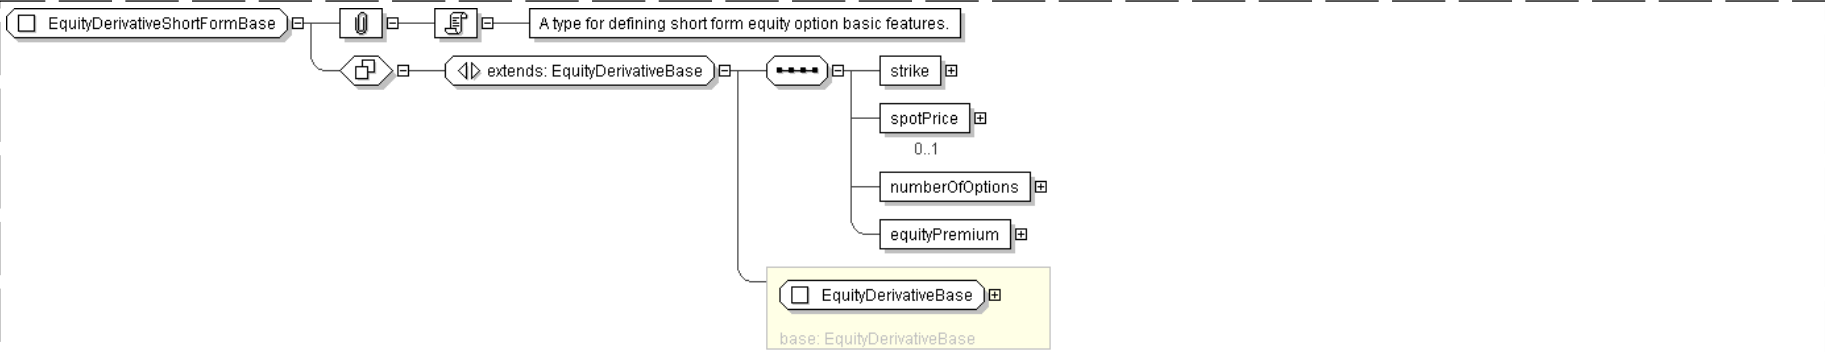 EquityDerivativeShortFormBase
A type for defining short form equity option basic features.
extends: EquityDerivativeBase
strike
spotPrice
0..1
numberOfOptions
equityPremium
EquityDerivativeBase
base: EquityDerivativeBase